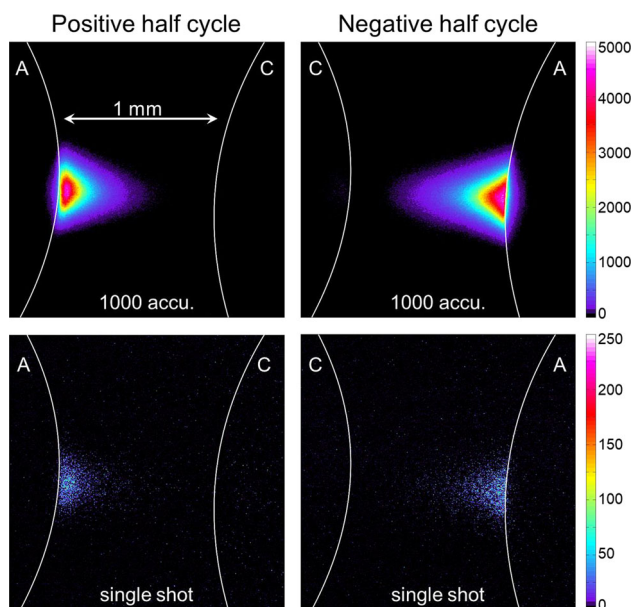 Positive half cycle
Negative half cycle
A
C
C
A
1 mm
1000 accu.
1000 accu.
5000
4000
3000
2000
1000
0
A
C
C
A
single shot
single shot
250
200
150
100
50
0